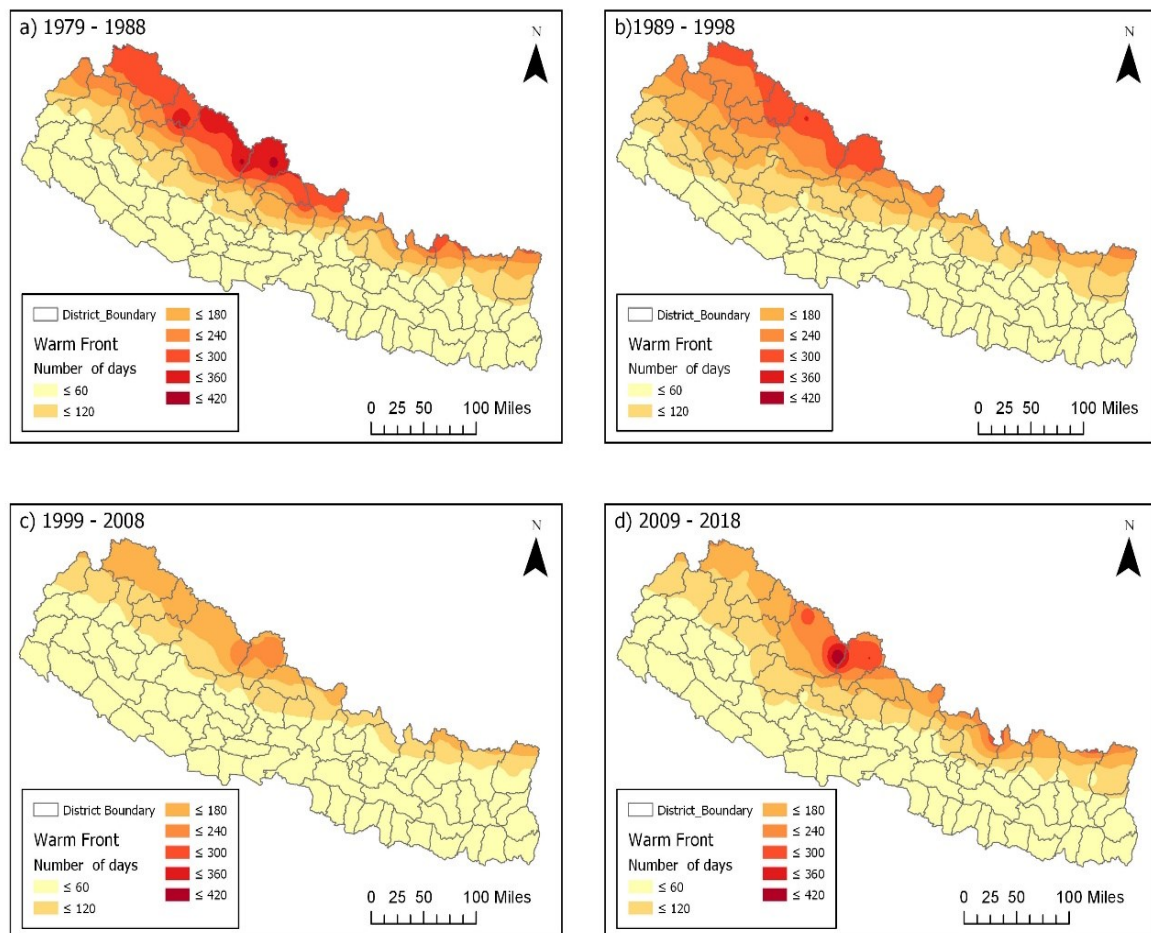 a) 1979 - 1988
N
District_Boundary
Warm Front
Number of days
≤ 60
≤ 120
≤ 180
≤ 240
≤ 300
≤ 360
≤ 420
0 25 50 100 Miles
b)1989 - 1998
N
District_Boundary
Warm Front
Number of days
≤ 60
≤ 120
≤ 180
≤ 240
≤ 300
≤ 360
≤ 420
0 25 50 100 Miles
c) 1999 - 2008
N
District Boundary
Warm Front
Number of days
≤ 60
≤ 120
≤ 180
≤ 240
≤ 300
≤ 360
≤ 420
0 25 50 100 Miles
d) 2009 - 2018
N
District_Boundary
Warm Front
Number of days
≤ 60
≤ 120
≤ 180
≤ 240
≤ 300
≤ 360
≤ 420
0 25 50 100 Miles